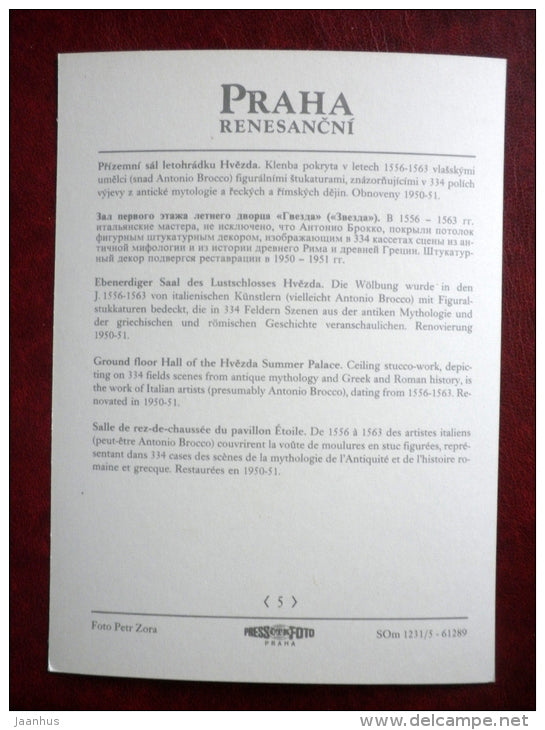 PRAHA
RENESANČNÍ
Přízemní sál letohrádku Hvězda. Klenba pokryta v letech 1556-1563 vlašskými
umělci (snad Antonio Brocco) figurálními štukaturami, znázorňujícími v 334 polích
výjevy z antické mytologie a řeckých a římských dějin. Obnoveny 1950-51.
Зал первого этажа летнего дворца «Гвезда» («Звезда»). В 1556 – 1563 гг.
итальянские мастера, не исключено, что Антонио Брокко, покрыли потолок
фигурным штукатурным декором, изображающим в 334 кассетах сцены из ан-
тичной мифологии и из истории древнего Рима и древней Греции. Штукатур-
ный декор подвергся реставрации в 1950 – 1951 гг.
Ebenerdiger Saal des Lustschlosses Hvězda. Die Wölbung wurde in den
J. 1556-1563 von italienischen Künstlern (vielleicht Antonio Brocco) mit Figural-
stukkaturen bedeckt, die in 334 Feldern Szenen aus der antiken Mythologie und
der griechischen und römischen Geschichte veranschaulichen. Renovierung
1950-51.
Ground floor Hall of the Hvězda Summer Palace. Ceiling stucco-work, depic-
ting on 334 fields scenes from antique mythology and Greek and Roman history, is
the work of Italian artists (presumably Antonio Brocco), dating from 1556-1563. Re-
novated in 1950-51.
Salle de rez-de-chaussée du pavillon Étoile. De 1556 à 1563 des artistes italiens
(peut-être Antonio Brocco) couvrirent la voûte de moulures en stuc figurées, repré-
sentant dans 334 cases des scènes de la mythologie de l'Antiquité et de l'histoire ro-
maine et grecque. Restaurées en 1950-51.
〈 5 〉
Foto Petr Zora
PRESSČTKFOTO
PRAHA
SOm 1231/5 - 61289
jaanhus
www.delcampe.net